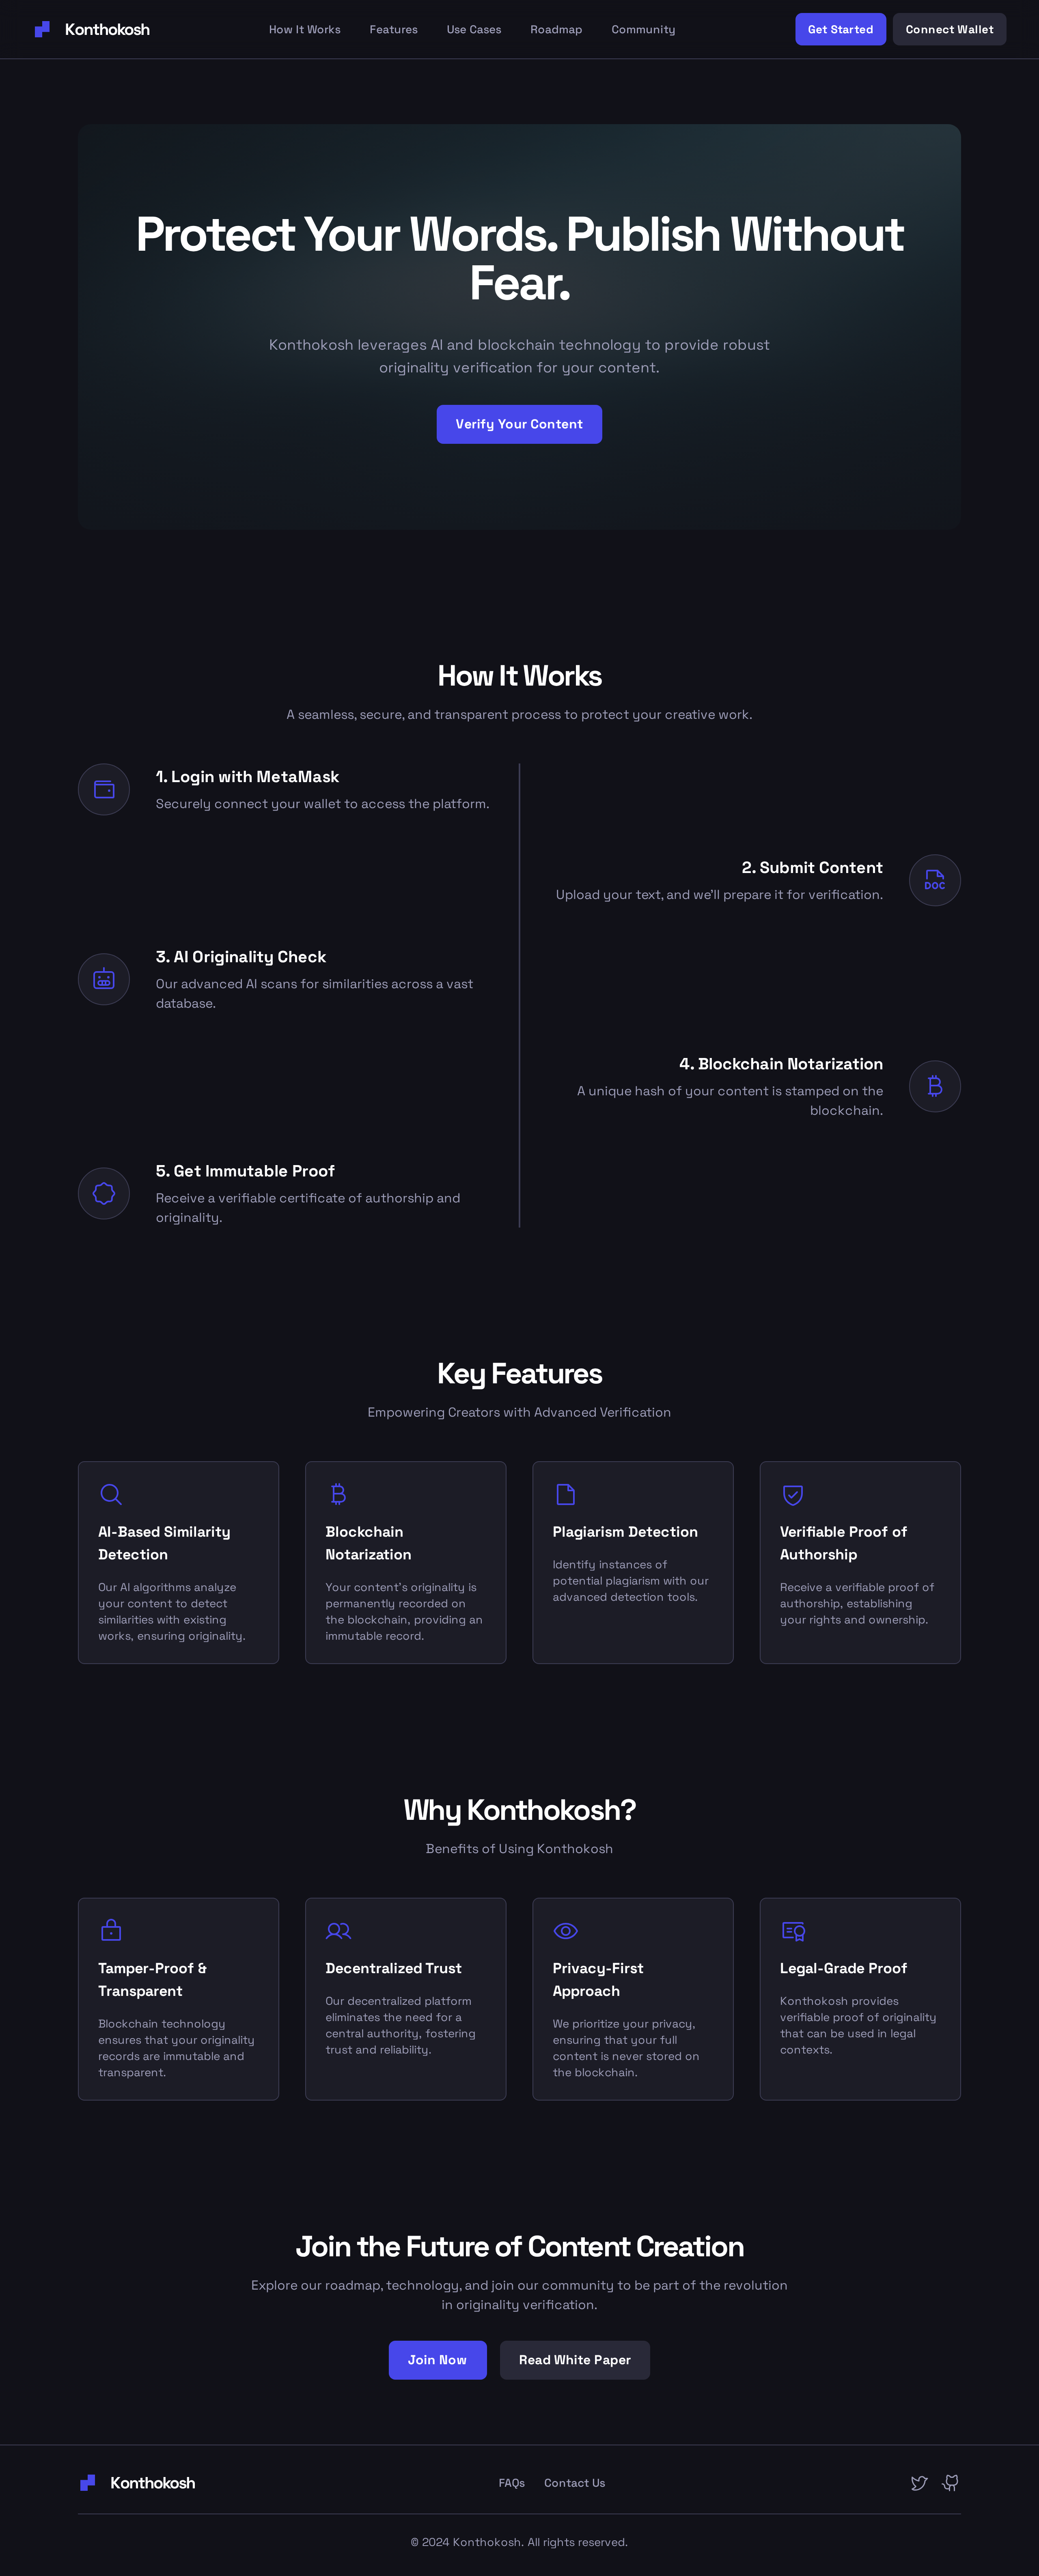 Konthokosh
How It Works
Features
Use Cases
Roadmap
Community
Get Started
Connect Wallet
Protect Your Words. Publish Without
Fear.
Konthokosh leverages AI and blockchain technology to provide robust
originality verification for your content.
Verify Your Content
How It Works
A seamless, secure, and transparent process to protect your creative work.
1. Login with MetaMask
Securely connect your wallet to access the platform.
2. Submit Content
Upload your text, and we'll prepare it for verification.
DOC
3. AI Originality Check
Our advanced AI scans for similarities across a vast
database.
4. Blockchain Notarization
A unique hash of your content is stamped on the
blockchain.
5. Get Immutable Proof
Receive a verifiable certificate of authorship and
originality.
Key Features
Empowering Creators with Advanced Verification
AI-Based Similarity
Detection
Our AI algorithms analyze
your content to detect
similarities with existing
works, ensuring originality.
Blockchain
Notarization
Your content's originality is
permanently recorded on
the blockchain, providing an
immutable record.
Plagiarism Detection
Identify instances of
potential plagiarism with our
advanced detection tools.
Verifiable Proof of
Authorship
Receive a verifiable proof of
authorship, establishing
your rights and ownership.
Why Konthokosh?
Benefits of Using Konthokosh
Tamper-Proof &
Transparent
Blockchain technology
ensures that your originality
records are immutable and
transparent.
Decentralized Trust
Our decentralized platform
eliminates the need for a
central authority, fostering
trust and reliability.
Privacy-First
Approach
We prioritize your privacy,
ensuring that your full
content is never stored on
the blockchain.
Legal-Grade Proof
Konthokosh provides
verifiable proof of originality
that can be used in legal
contexts.
Join the Future of Content Creation
Explore our roadmap, technology, and join our community to be part of the revolution
in originality verification.
Join Now
Read White Paper
Konthokosh
FAQs
Contact Us
© 2024 Konthokosh. All rights reserved.